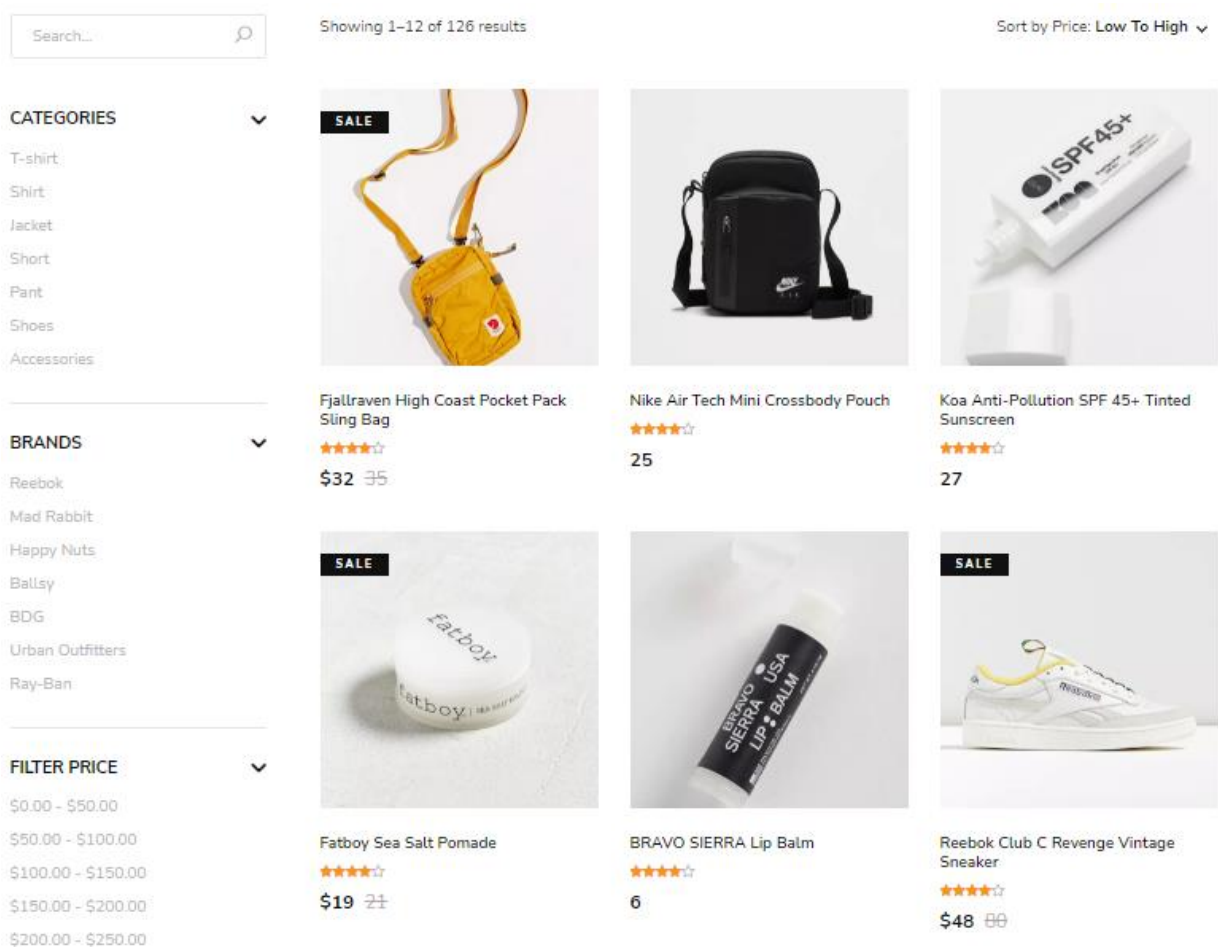 Search...
Showing 1–12 of 126 results
Sort by Price: Low To High
CATEGORIES
T-shirt
Shirt
Jacket
Short
Pant
Shoes
Accessories
BRANDS
Reebok
Mad Rabbit
Happy Nuts
Ballsy
BDG
Urban Outfitters
Ray-Ban
FILTER PRICE
$0.00 - $50.00
$50.00 - $100.00
$100.00 - $150.00
$150.00 - $200.00
$200.00 - $250.00
SALE
Fjallraven High Coast Pocket Pack
Sling Bag
$32 35
NIKE
AIR
Nike Air Tech Mini Crossbody Pouch
25
SPF45+
Koa Anti-Pollution SPF 45+ Tinted
Sunscreen
27
SALE
fatboy
fatboy
Fatboy Sea Salt Pomade
$19 21
BRAVO
SIERRA
USA
LIP BALM
BRAVO SIERRA Lip Balm
6
SALE
Reebok Club C Revenge Vintage
Sneaker
$48 80